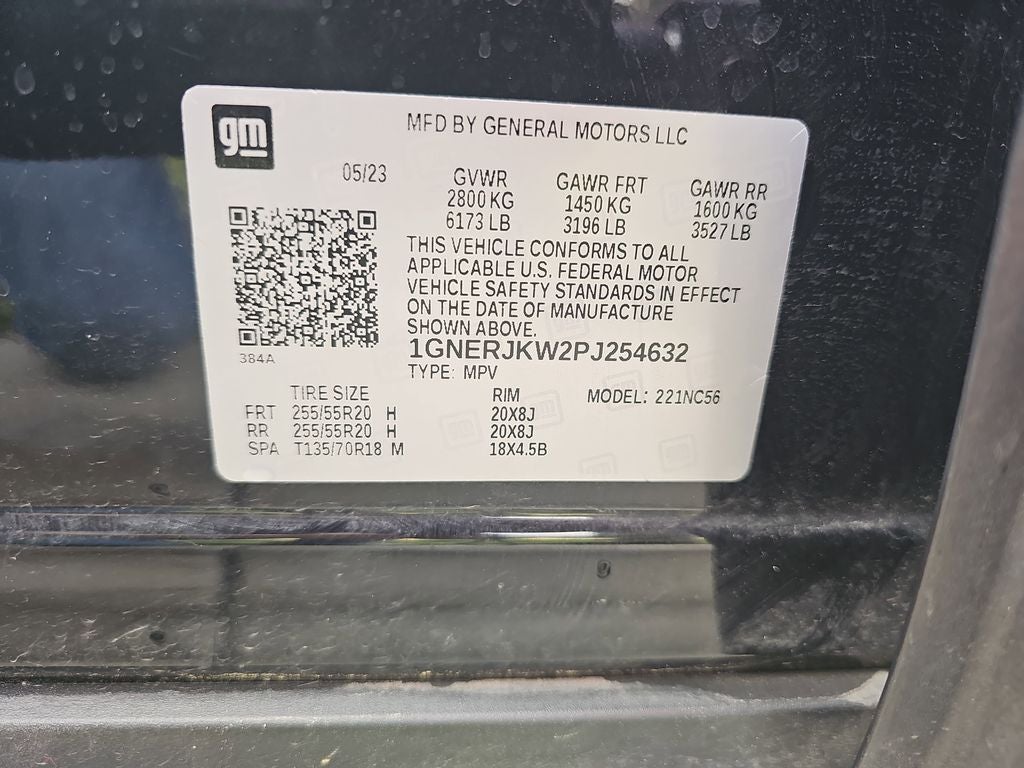 gm
MFD BY GENERAL MOTORS LLC
05/23
GVWR GAWR FRT GAWR RR
2800 KG 1450 KG 1600 KG
6173 LB 3196 LB 3527 LB
THIS VEHICLE CONFORMS TO ALL
APPLICABLE U.S. FEDERAL MOTOR
VEHICLE SAFETY STANDARDS IN EFFECT
ON THE DATE OF MANUFACTURE
SHOWN ABOVE.
384A
1GNERJKW2PJ254632
TYPE: MPV
TIRE SIZE RIM MODEL: 221NC56
FRT 255/55R20 H 20X8J
RR 255/55R20 H 20X8J
SPA T135/70R18 M 18X4.5B